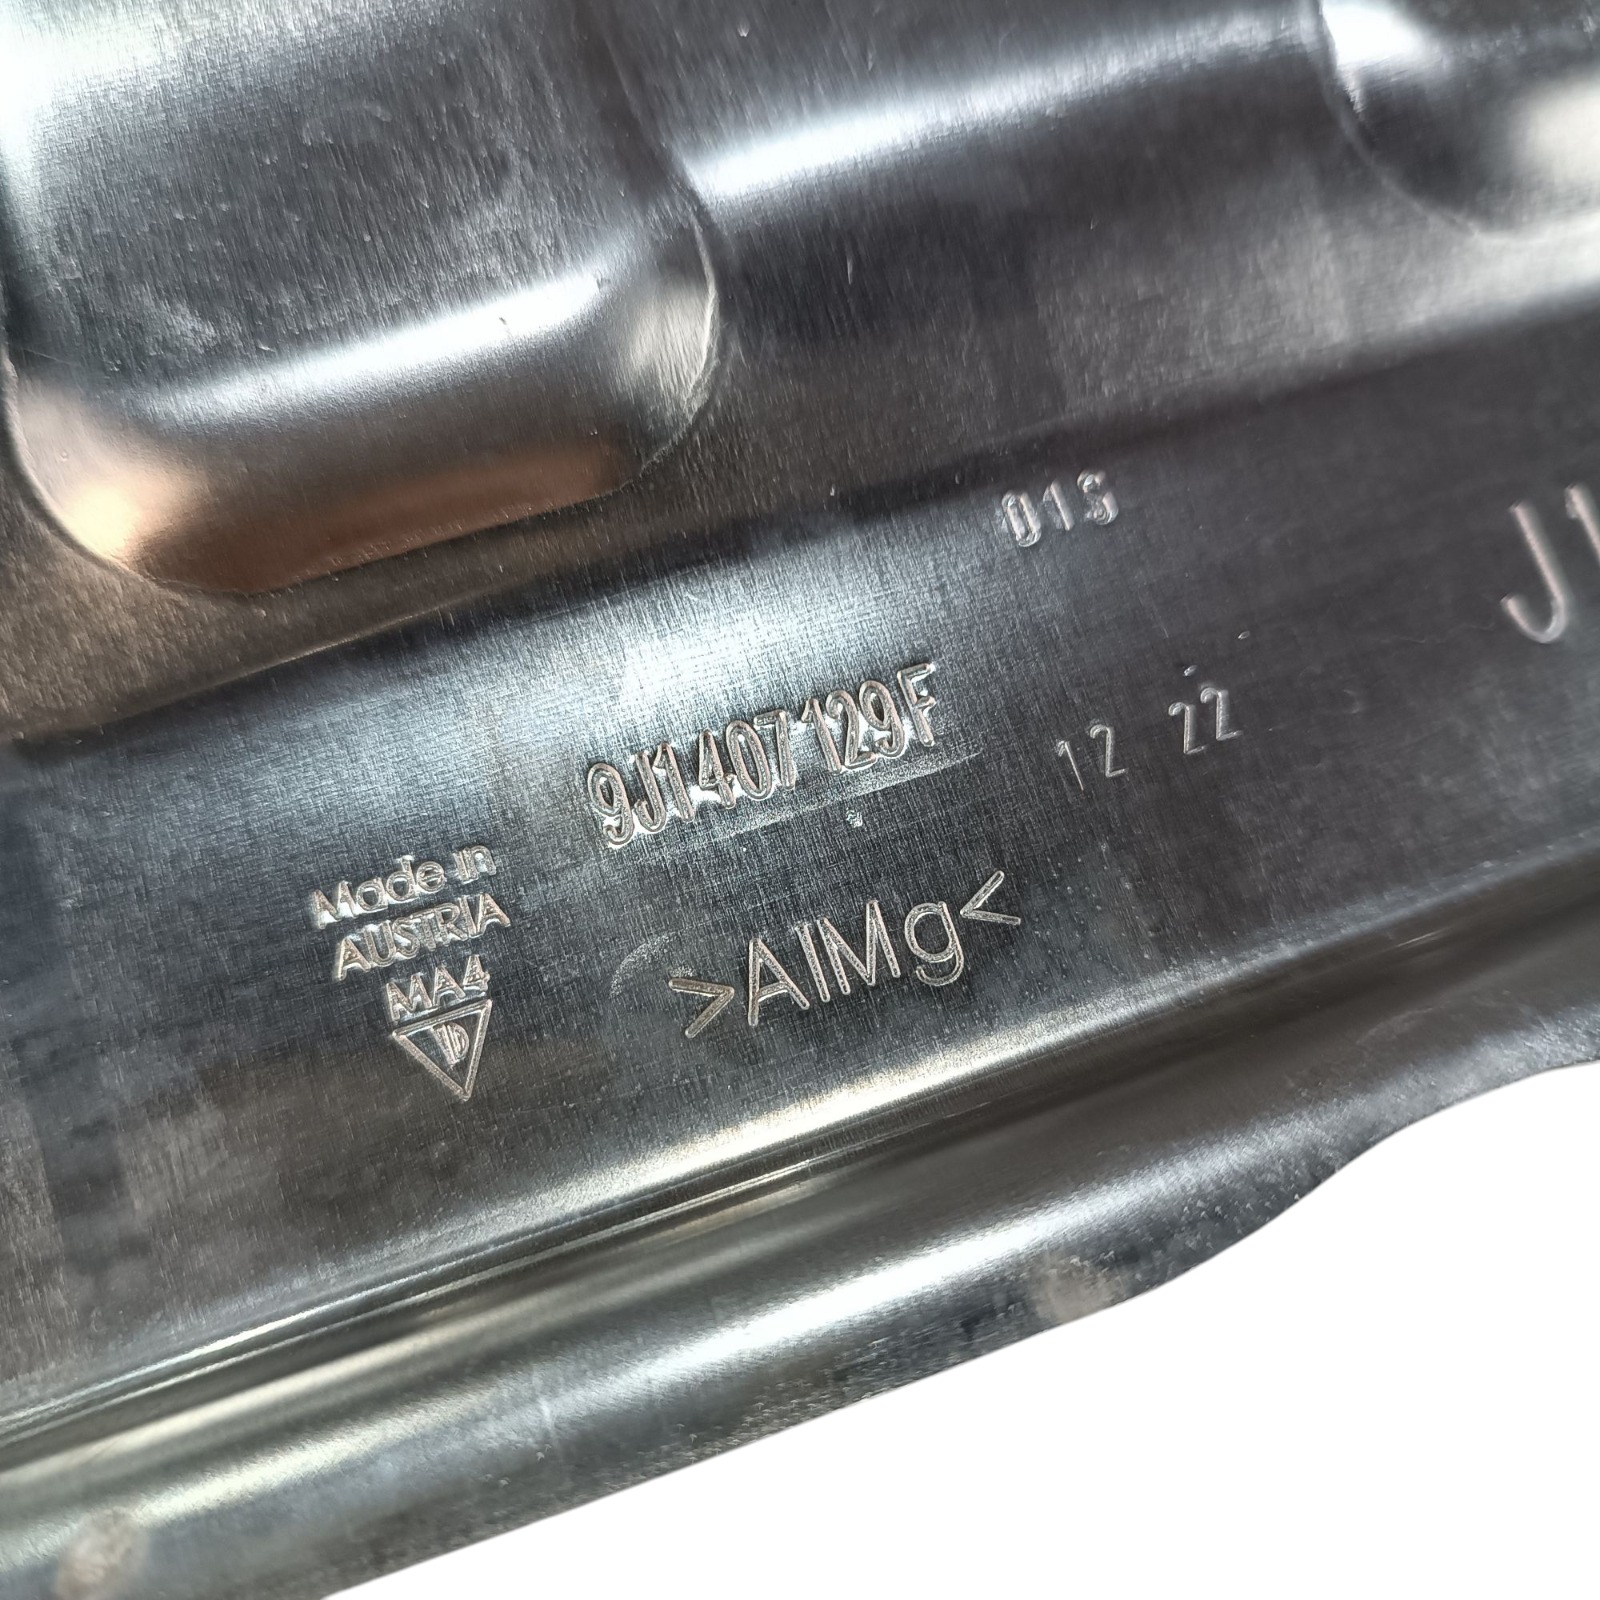 01S
J1
9J1407129F
12 22
Made in
AUSTRIA
MA4
>AlMg<